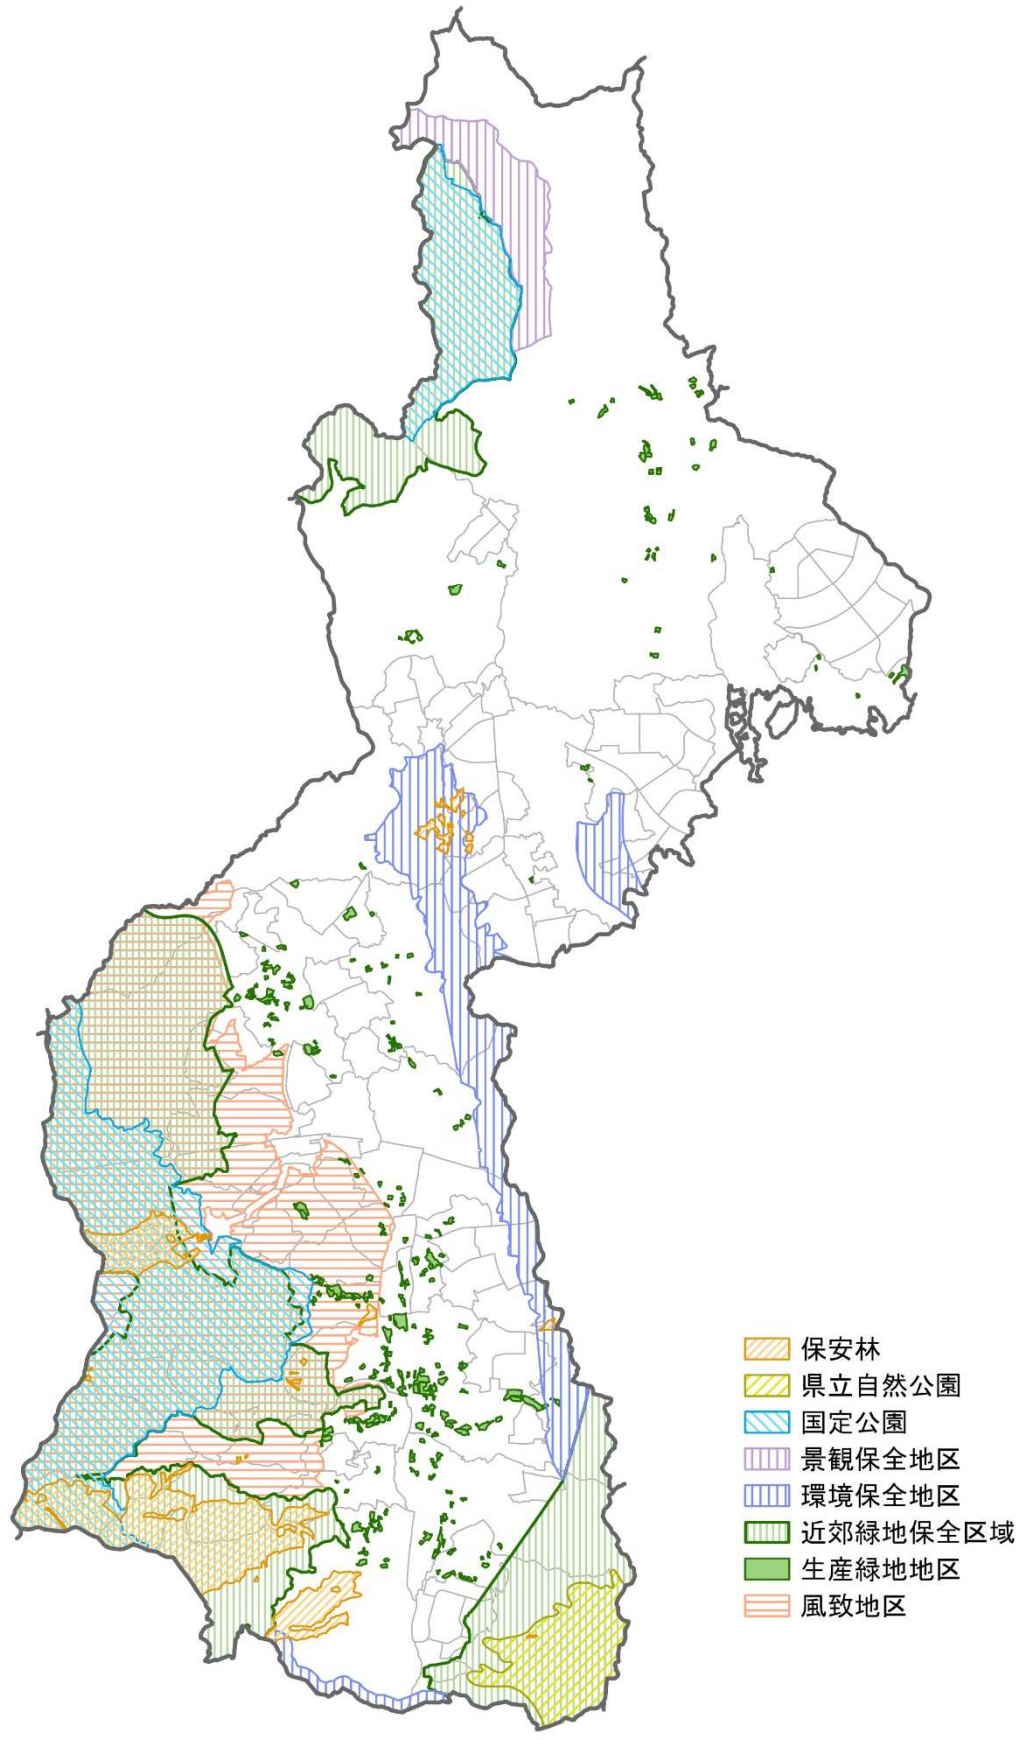 保安林
県立自然公園
国定公園
景観保全地区
環境保全地区
近郊緑地保全区域
生産緑地地区
風致地区